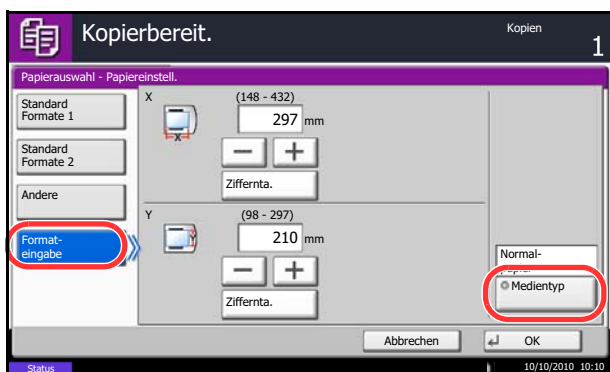 Kopierbereit.
Kopien
1
Papierauswahl - Papiereinstell.
Standard
Formate 1
Standard
Formate 2
Andere
Format-
eingabe
X
(148 - 432)
297 mm
X
Ziffernta.
Y
(98 - 297)
210 mm
Y
Ziffernta.
Normal-
Medientyp
Abbrechen
OK
Status
10/10/2010 10:10